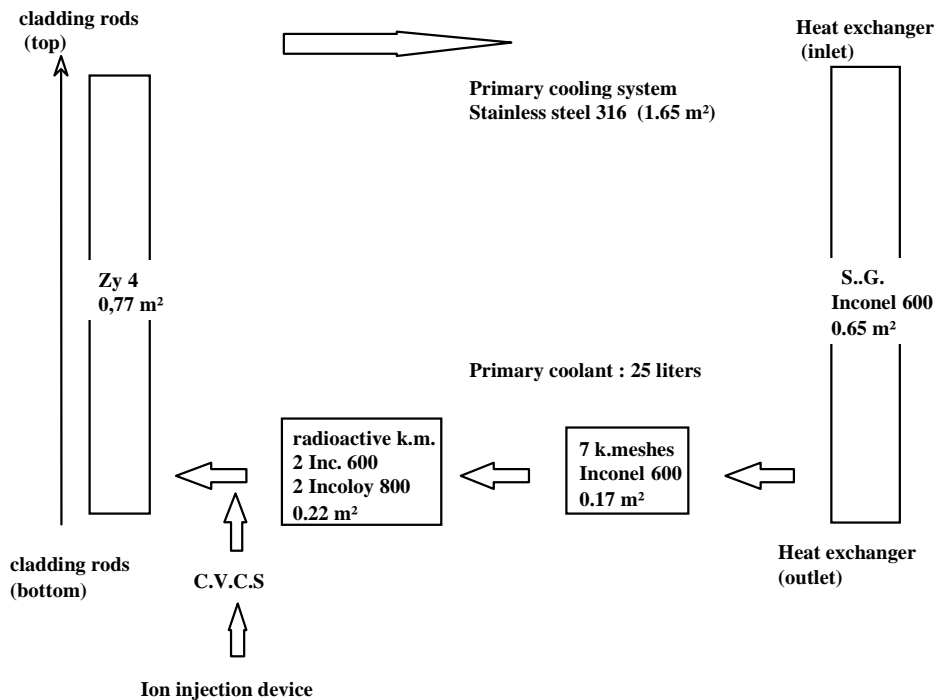 cladding rods
(top)
Heat exchanger
(inlet)
Primary cooling system
Stainless steel 316 (1.65 m²)
Zy 4
0,77 m²
S..G.
Inconel 600
0.65 m²
Primary coolant : 25 liters
radioactive k.m.
2 Inc. 600
2 Incoloy 800
0.22 m²
7 k.meshes
Inconel 600
0.17 m²
cladding rods
(bottom)
Heat exchanger
(outlet)
C.V.C.S
Ion injection device